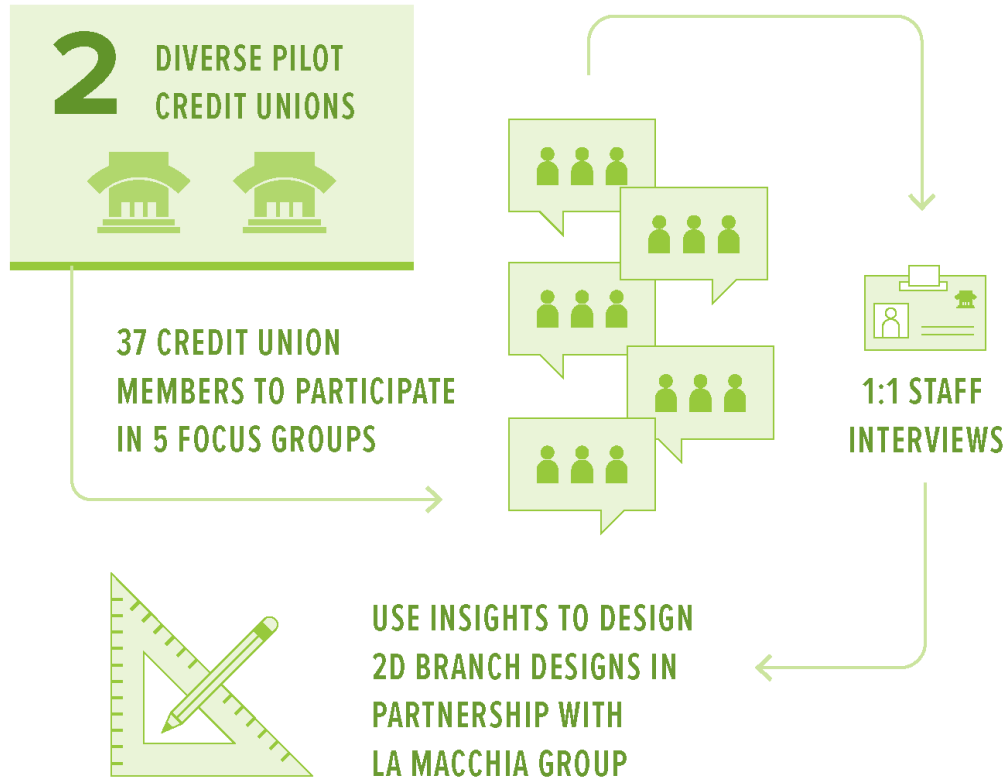 2
DIVERSE PILOT
CREDIT UNIONS
37 CREDIT UNION
MEMBERS TO PARTICIPATE
IN 5 FOCUS GROUPS
1:1 STAFF
INTERVIEWS
USE INSIGHTS TO DESIGN
2D BRANCH DESIGNS IN
PARTNERSHIP WITH
LA MACCHIA GROUP